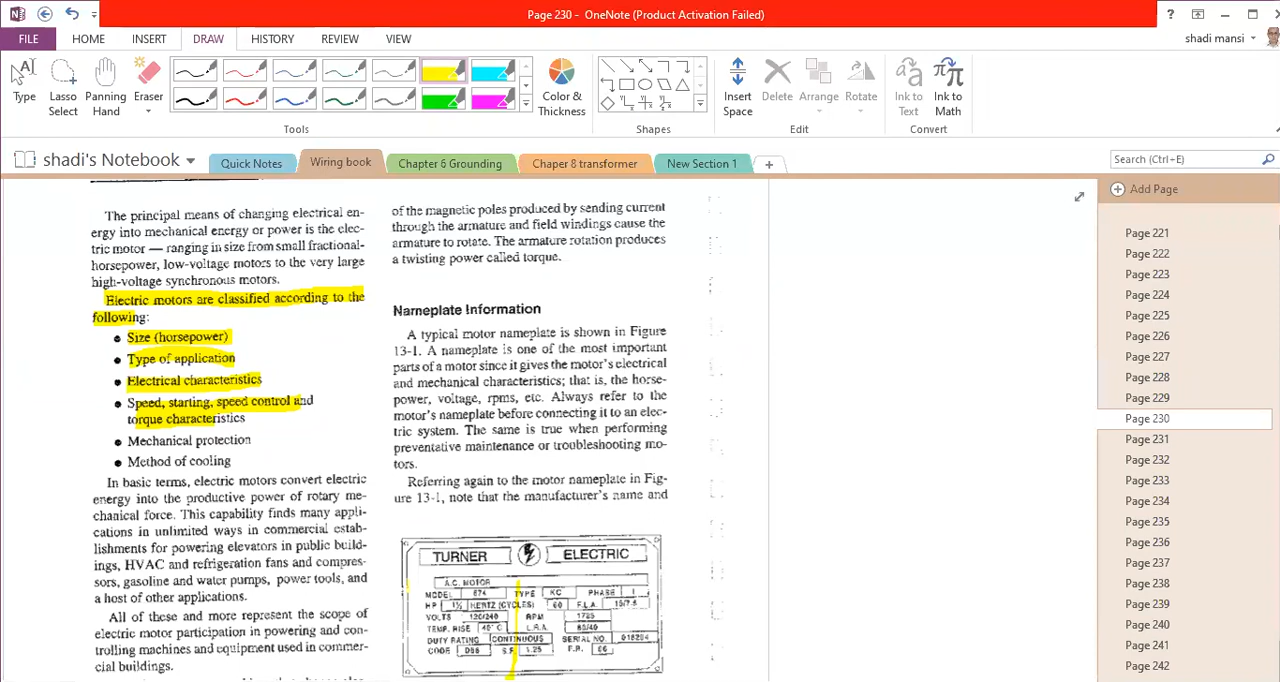 Page 230 - OneNote (Product Activation Failed)
?
FILE HOME INSERT DRAW HISTORY REVIEW VIEW
shadi mansi
Type Lasso Select Panning Hand Eraser
Color & Thickness
Insert Space Delete Arrange Rotate
Ink to Text Ink to Math
Tools Shapes Edit Convert
shadi's Notebook Quick Notes Wiring book Chapter 6 Grounding Chaper 8 transformer New Section 1 +
Search (Ctrl+E)
The principal means of changing electrical en-
ergy into mechanical energy or power is the elec-
tric motor — ranging in size from small fractional-
horsepower, low-voltage motors to the very large
high-voltage synchronous motors.
Electric motors are classified according to the
following:
● Size (horsepower)
● Type of application
● Electrical characteristics
● Speed, starting, speed control and
torque characteristics
● Mechanical protection
● Method of cooling
In basic terms, electric motors convert electric
energy into the productive power of rotary me-
chanical force. This capability finds many appli-
cations in unlimited ways in commercial estab-
lishments for powering elevators in public build-
ings, HVAC and refrigeration fans and compres-
sors, gasoline and water pumps, power tools, and
a host of other applications.
All of these and more represent the scope of
electric motor participation in powering and con-
trolling machines and equipment used in commer-
cial buildings.
of the magnetic poles produced by sending current
through the armature and field windings cause the
armature to rotate. The armature rotation produces
a twisting power called torque.
Nameplate Information
A typical motor nameplate is shown in Figure
13-1. A nameplate is one of the most important
parts of a motor since it gives the motor's electrical
and mechanical characteristics; that is, the horse-
power, voltage, rpms, etc. Always refer to the
motor's nameplate before connecting it to an elec-
tric system. The same is true when performing
preventative maintenance or troubleshooting mo-
tors.
Referring again to the motor nameplate in Fig-
ure 13-1, note that the manufacturer's name and
TURNER ELECTRIC
A.C. MOTOR
MODEL 874 TYPE KC PHASE 1
HP 1½ HERTZ (CYCLES) 60 F.L.A. 15/7.5
VOLTS 120/240 RPM 1725
TEMP. RISE 40°C L.R.A.
DUTY RATING CONTINUOUS SERIAL NO.
CODE S.F. 1.25
Add Page
Page 221
Page 222
Page 223
Page 224
Page 225
Page 226
Page 227
Page 228
Page 229
Page 230
Page 231
Page 232
Page 233
Page 234
Page 235
Page 236
Page 237
Page 238
Page 239
Page 240
Page 241
Page 242